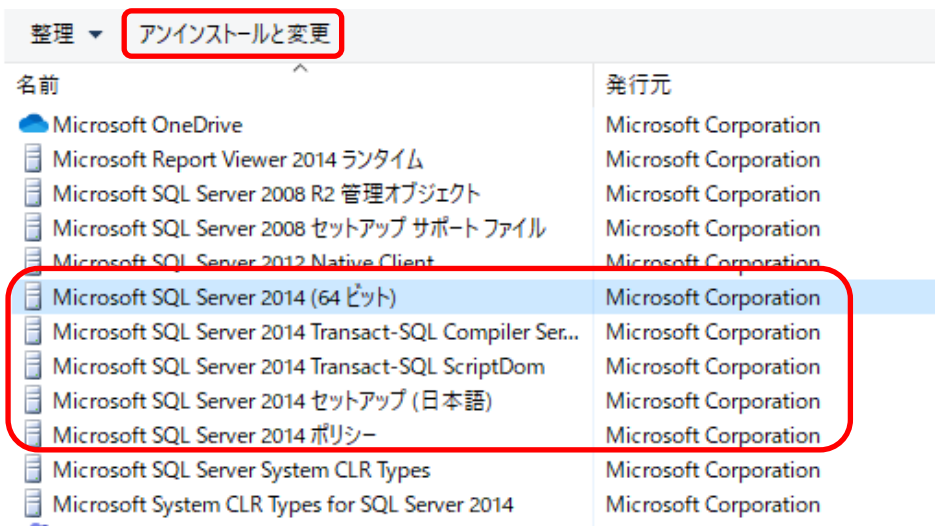 整理 ▼ アンインストールと変更
名前 発行元
Microsoft OneDrive Microsoft Corporation
Microsoft Report Viewer 2014 ランタイム Microsoft Corporation
Microsoft SQL Server 2008 R2 管理オブジェクト Microsoft Corporation
Microsoft SQL Server 2008 セットアップ サポート ファイル Microsoft Corporation
Microsoft SQL Server 2012 Native Client Microsoft Corporation
Microsoft SQL Server 2014 (64 ビット) Microsoft Corporation
Microsoft SQL Server 2014 Transact-SQL Compiler Ser... Microsoft Corporation
Microsoft SQL Server 2014 Transact-SQL ScriptDom Microsoft Corporation
Microsoft SQL Server 2014 セットアップ (日本語) Microsoft Corporation
Microsoft SQL Server 2014 ポリシー Microsoft Corporation
Microsoft SQL Server System CLR Types Microsoft Corporation
Microsoft System CLR Types for SQL Server 2014 Microsoft Corporation